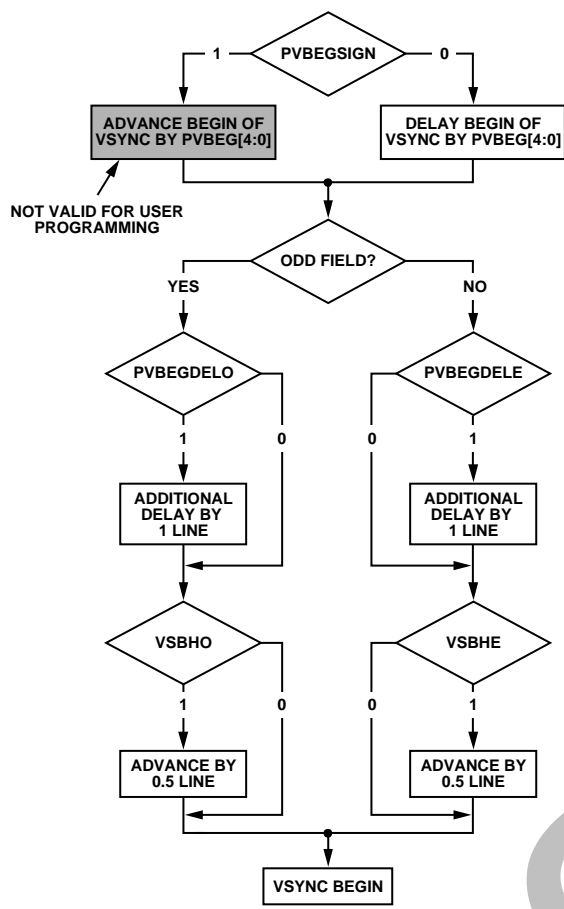 PVBEGSIGN
1
0
ADVANCE BEGIN OF
VSYNC BY PVBEG[4:0]
DELAY BEGIN OF
VSYNC BY PVBEG[4:0]
NOT VALID FOR USER
PROGRAMMING
ODD FIELD?
YES
NO
PVBEGDELO
PVBEGDELE
1
0
0
1
ADDITIONAL
DELAY BY
1 LINE
ADDITIONAL
DELAY BY
1 LINE
VSBHO
VSBHE
1
0
0
1
ADVANCE BY
0.5 LINE
ADVANCE BY
0.5 LINE
VSYNC BEGIN